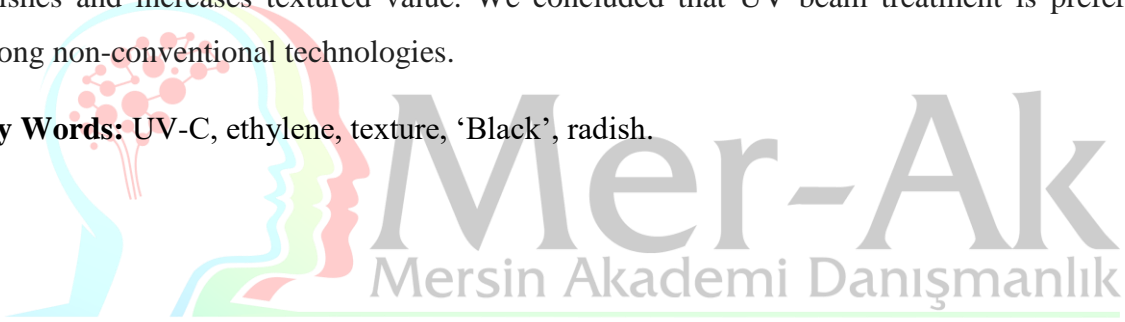 ishes and increases textured value. We concluded that UV beam treatment is prefer
ong non-conventional technologies.
y Words: UV-C, ethylene, texture, ‘Black’, radish.
Mer-Ak
Mersin Akademi Danışmanlık